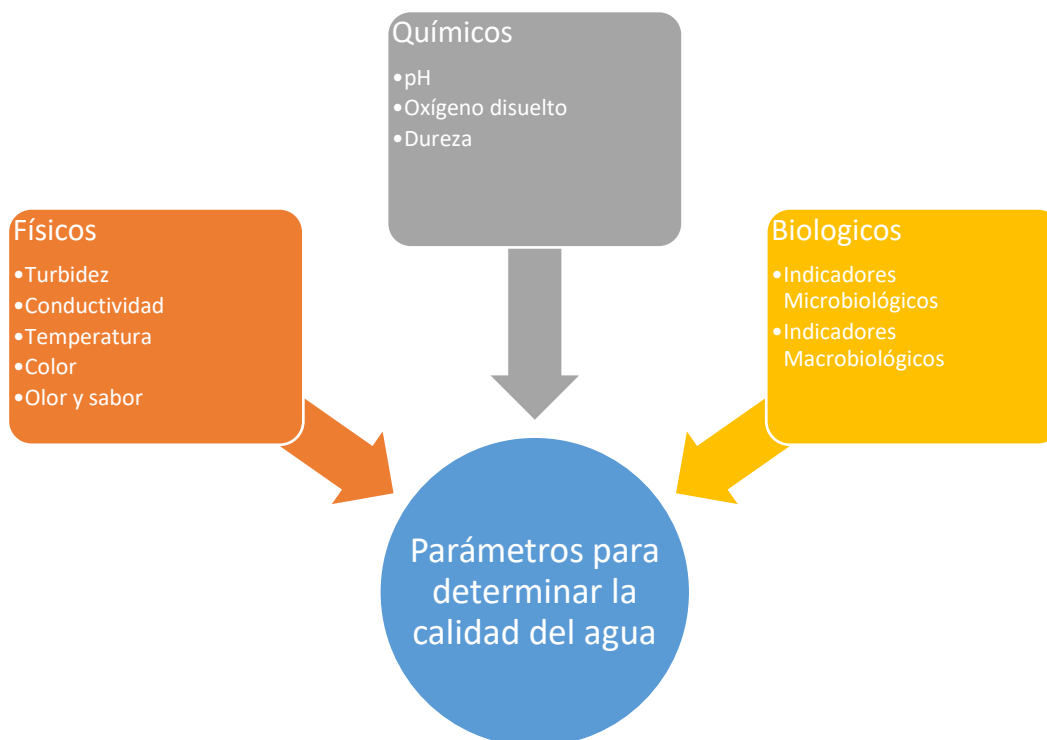 Químicos
•pH
•Oxígeno disuelto
•Dureza
Físicos
•Turbidez
•Conductividad
•Temperatura
•Color
•Olor y sabor
Biologicos
•Indicadores
Microbiológicos
•Indicadores
Macrobiológicos
Parámetros para
determinar la
calidad del agua